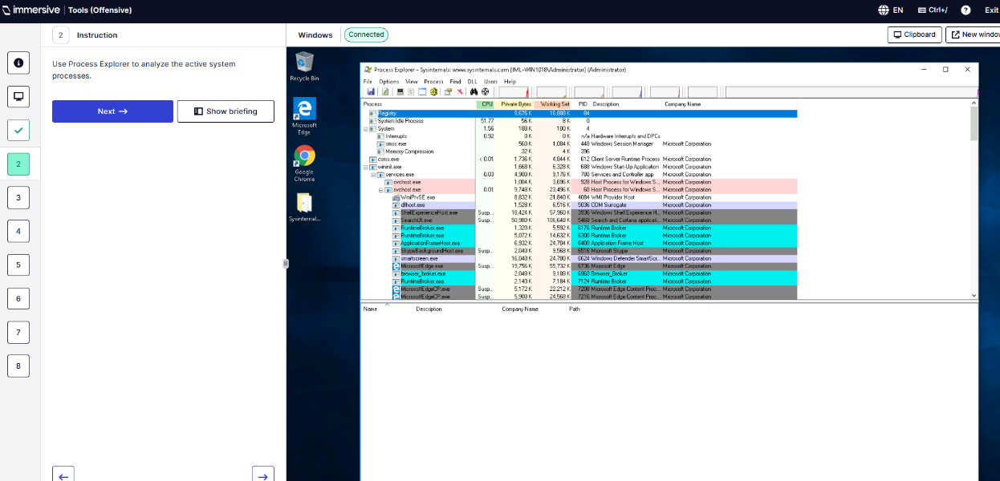 immersive | Tools (Offensive)
EN
Ctrl+/
?
Exit
2 Instruction
Windows
Connected
Clipboard
New window
Use Process Explorer to analyze the active system
processes.
Next →
Show briefing
2
3
4
5
6
7
8
Recycle Bin
Microsoft
Edge
Google
Chrome
Sysinternal...
Process Explorer - Sysinternals: www.sysinternals.com [IML-WIN1018\Administrator] (Administrator)
File Options View Process Find DLL Users Help
Process CPU Private Bytes Working Set PID Description Company Name
Registry 9,676 K 16,888 K 84
System Idle Process 51.77 56 K 8 K 0
System 1.56 188 K 100 K 4
Interrupts 0.92 0 K 0 K n/a Hardware Interrupts and DPCs
smss.exe 560 K 1,084 K 448 Windows Session Manager Microsoft Corporation
Memory Compression 32 K 4 K 396
csrss.exe < 0.01 1,736 K 4,844 K 612 Client Server Runtime Process Microsoft Corporation
wininit.exe 1,668 K 6,328 K 688 Windows Start-Up Application Microsoft Corporation
services.exe 0.03 4,900 K 9,176 K 780 Services and Controller app Microsoft Corporation
svchost.exe 1,004 K 3,696 K 928 Host Process for Windows S... Microsoft Corporation
svchost.exe 0.01 9,748 K 23,496 K 60 Host Process for Windows S... Microsoft Corporation
WmiPrvSE.exe 8,832 K 21,840 K 4084 WMI Provider Host Microsoft Corporation
dllhost.exe 1,528 K 6,516 K 5036 COM Surrogate Microsoft Corporation
ShellExperienceHost.exe Susp... 18,424 K 57,960 K 3936 Windows Shell Experience H... Microsoft Corporation
SearchUI.exe Susp... 50,980 K 106,648 K 5468 Search and Cortana applicati... Microsoft Corporation
RuntimeBroker.exe 1,320 K 5,592 K 6176 Runtime Broker Microsoft Corporation
RuntimeBroker.exe 5,072 K 14,632 K 6300 Runtime Broker Microsoft Corporation
ApplicationFrameHost.exe 6,932 K 24,704 K 6400 Application Frame Host Microsoft Corporation
SkypeBackgroundHost.exe Susp... 2,040 K 9,568 K 6516 Microsoft Skype Microsoft Corporation
smartscreen.exe 16,040 K 24,780 K 6624 Windows Defender SmartScr... Microsoft Corporation
MicrosoftEdge.exe Susp... 19,756 K 55,732 K 6736 Microsoft Edge Microsoft Corporation
browser_broker.exe 2,048 K 9,188 K 6960 Browser_Broker Microsoft Corporation
RuntimeBroker.exe 2,140 K 7,184 K 7124 Runtime Broker Microsoft Corporation
MicrosoftEdgeCP.exe Susp... 5,172 K 22,212 K 7208 Microsoft Edge Content Proc... Microsoft Corporation
MicrosoftEdgeCP.exe Susp... 5,900 K 24,568 K 7216 Microsoft Edge Content Proc... Microsoft Corporation
Name Description Company Name Path